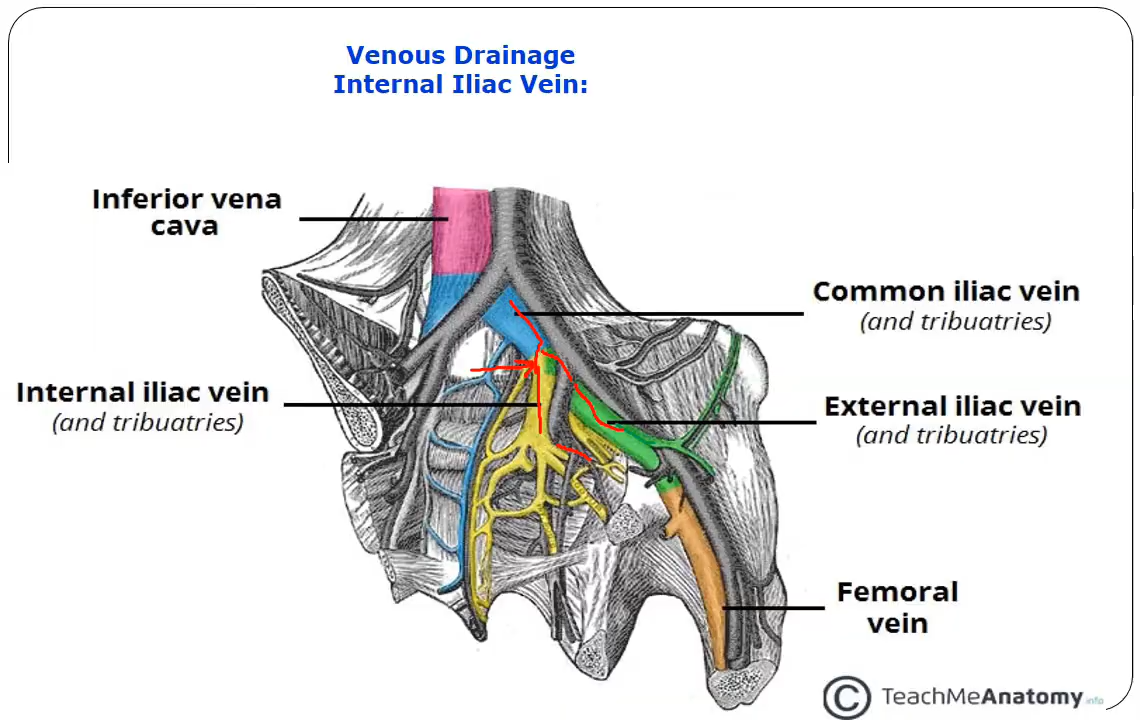 Venous Drainage
Internal Iliac Vein:
Inferior vena
cava
Common iliac vein
(and tribuatries)
Internal iliac vein
(and tribuatries)
External iliac vein
(and tribuatries)
Femoral
vein
© TeachMeAnatomy.info